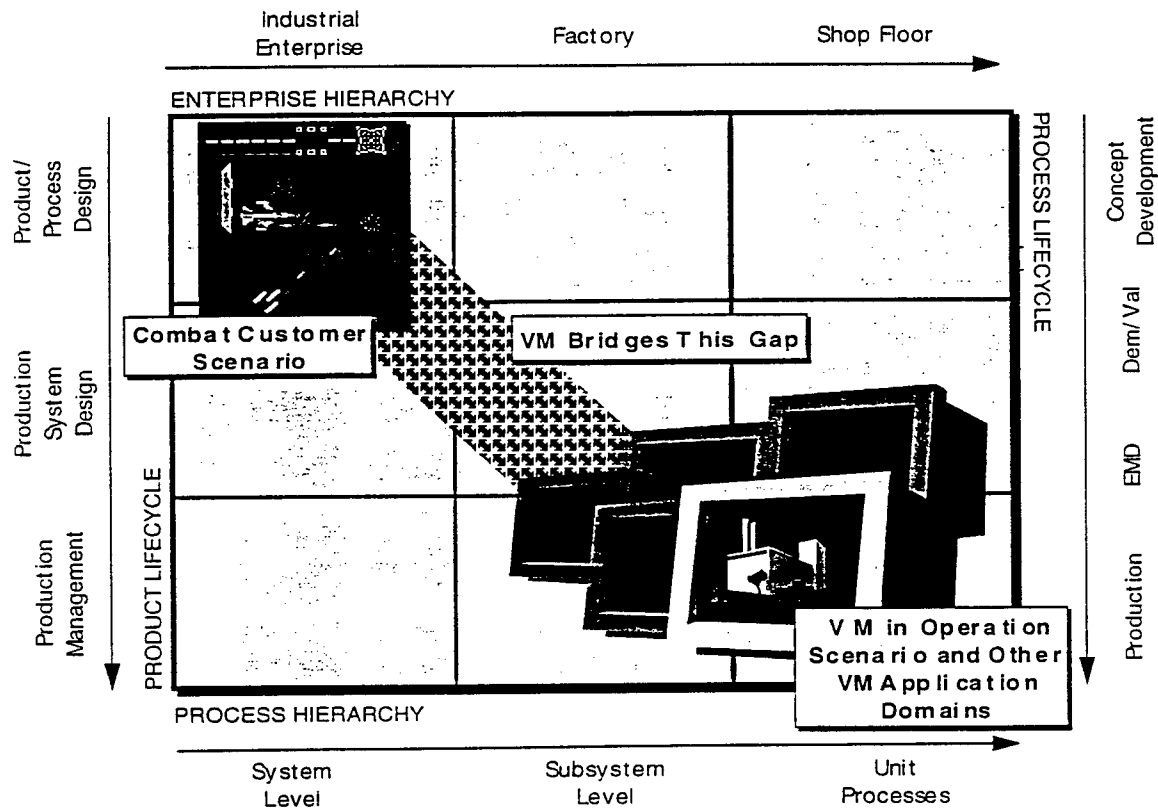 Industrial
Enterprise
Factory
Shop Floor
ENTERPRISE HIERARCHY
Product/
Process
Design
Production
System
Design
Production
Management
PRODUCT LIFECYCLE
Combat Customer
Scenario
VM Bridges This Gap
VM in Operation
Scenario and Other
VM Application
Domains
PROCESS LIFECYCLE
Concept
Development
Dem/Val
EMD
Production
PROCESS HIERARCHY
System
Level
Subsystem
Level
Unit
Processes